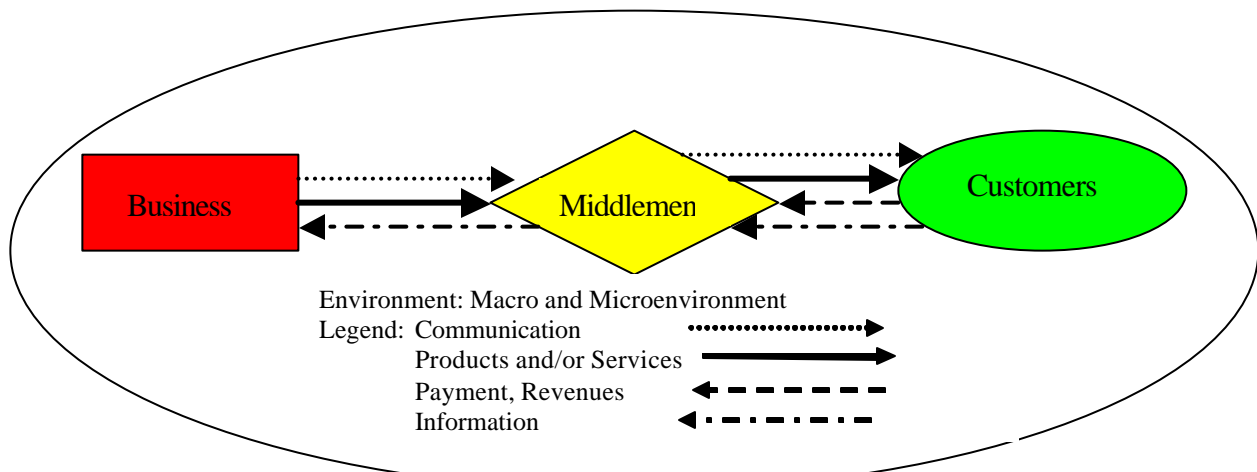 Business
Middlemen
Customers
Environment: Macro and Microenvironment
Legend: Communication
Products and/or Services
Payment, Revenues
Information